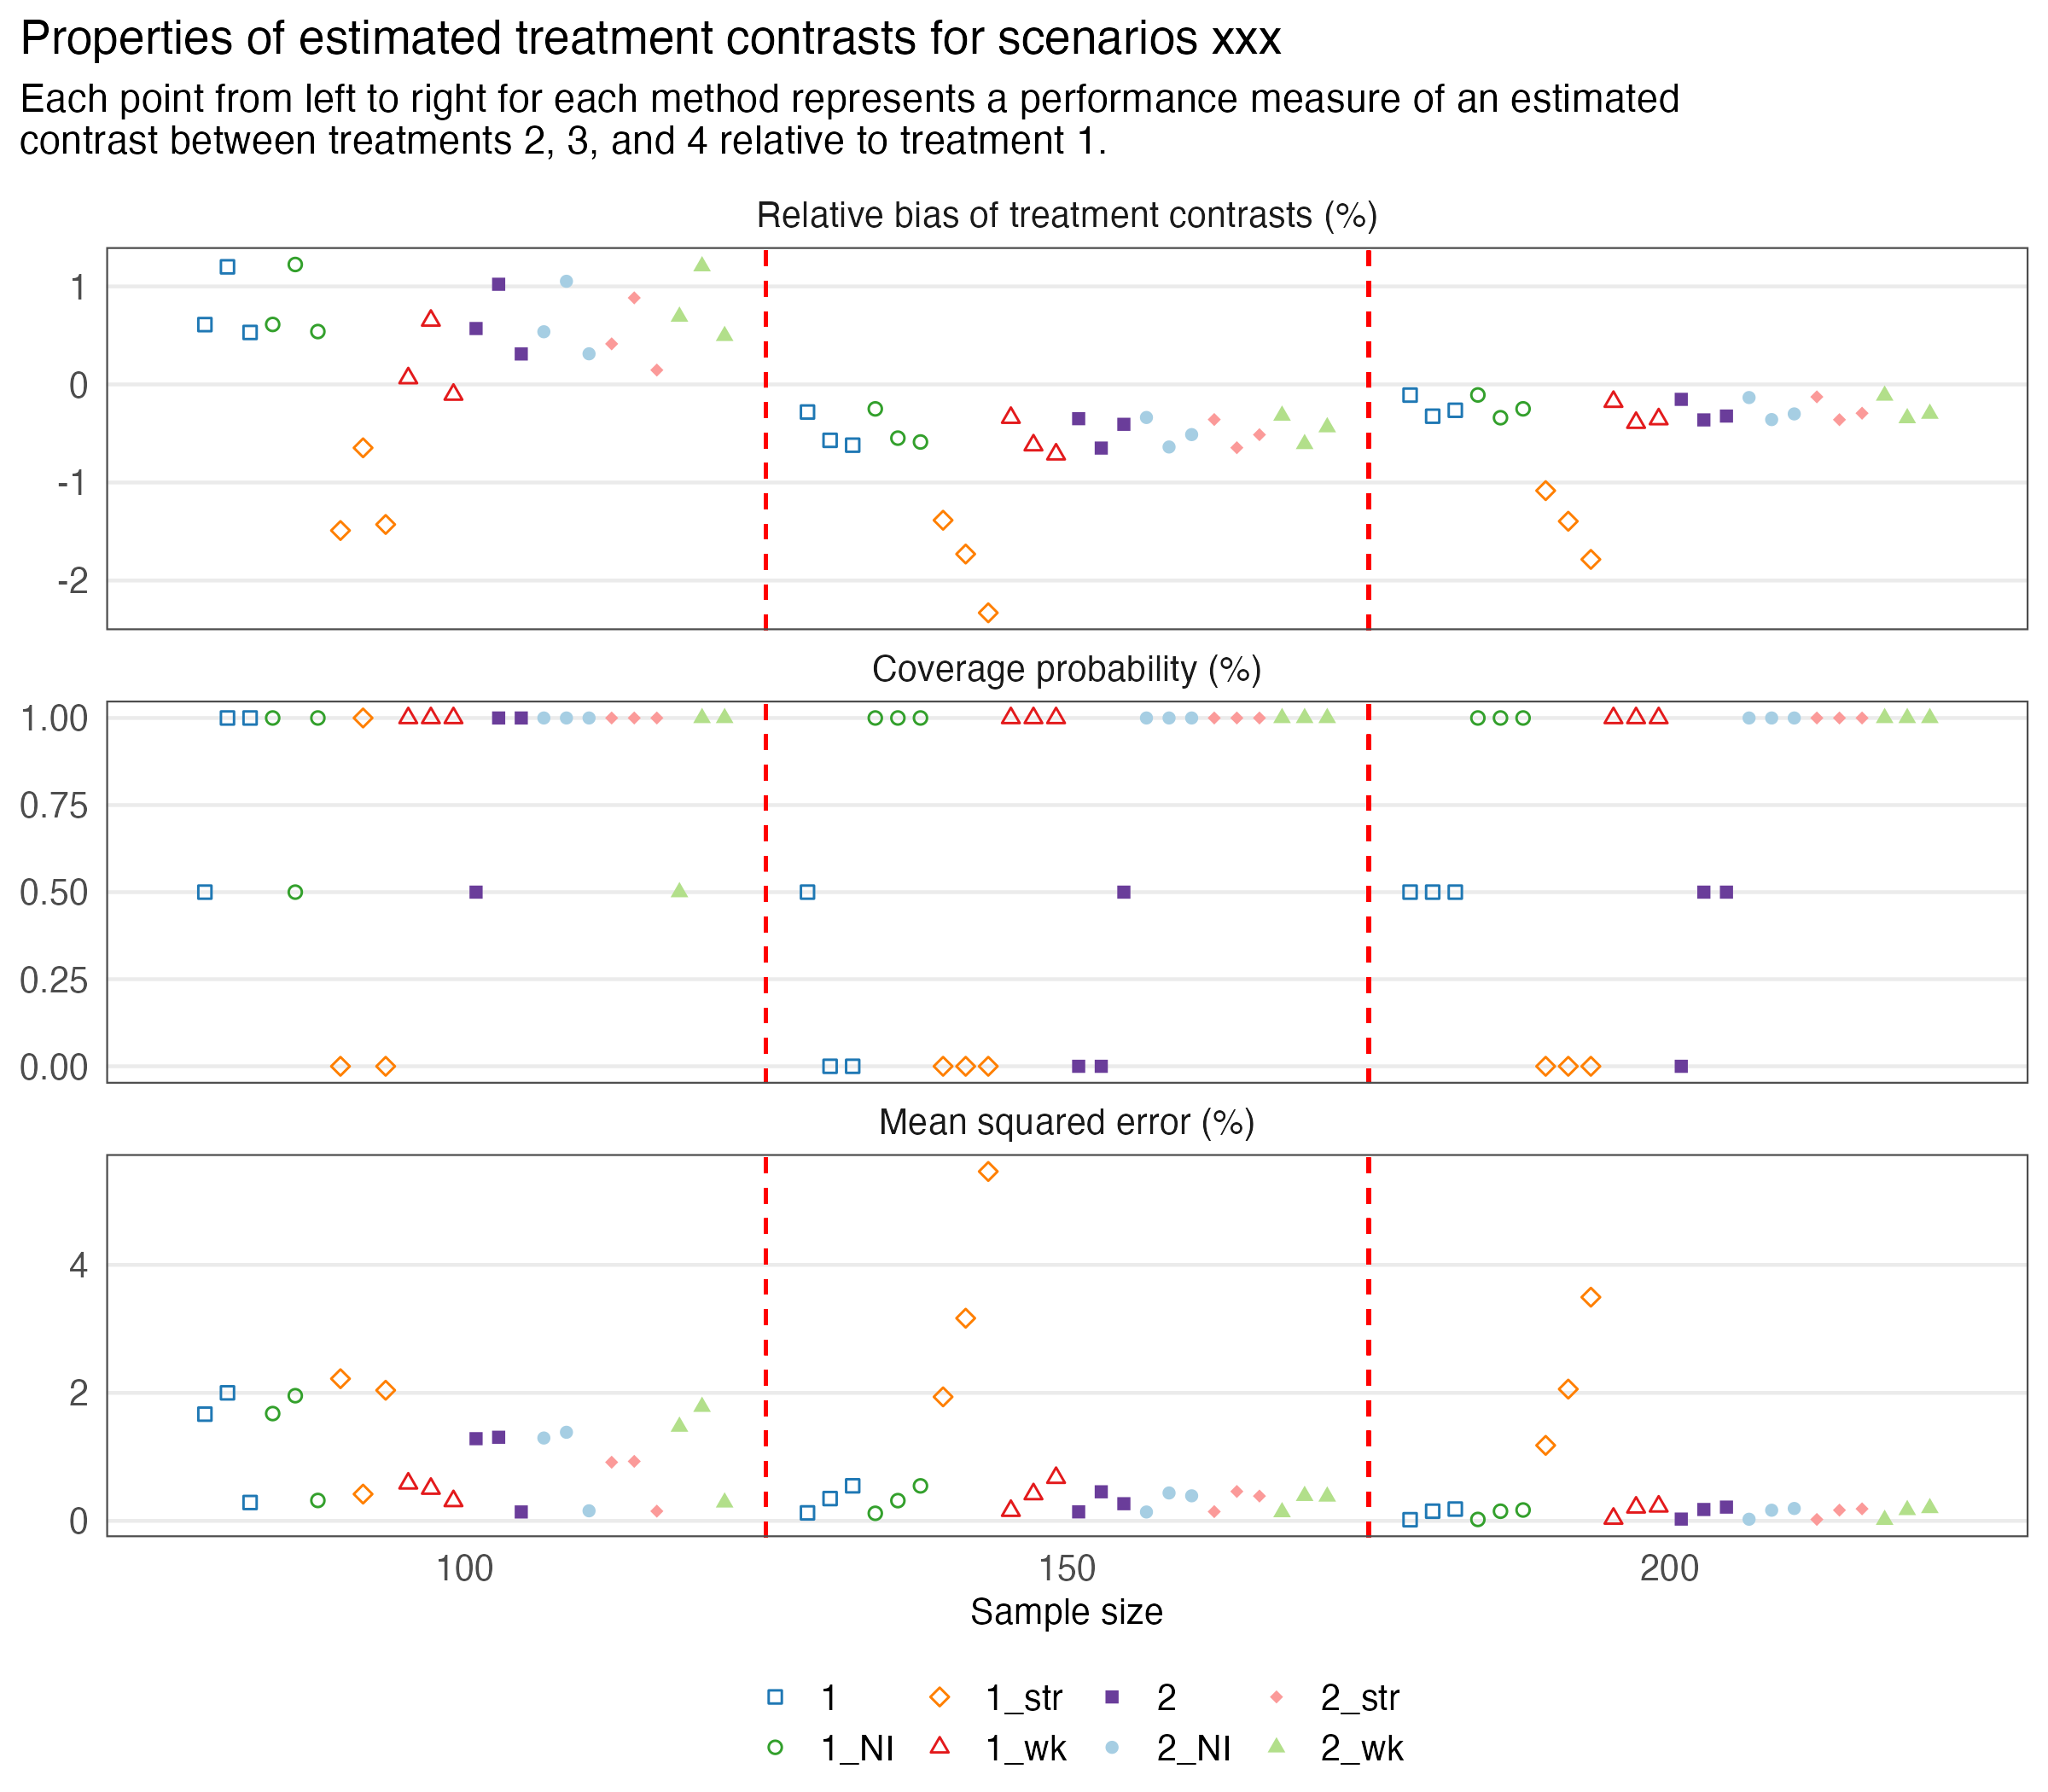 Properties of estimated treatment contrasts for scenarios xxx
Each point from left to right for each method represents a performance measure of an estimated
contrast between treatments 2, 3, and 4 relative to treatment 1.
Relative bias of treatment contrasts (%)
1
0
-1
-2
Coverage probability (%)
1.00
0.75
0.50
0.25
0.00
Mean squared error (%)
4
2
0
100 150 200
Sample size
1 1_str 2 2_str
1_NI 1_wk 2_NI 2_wk